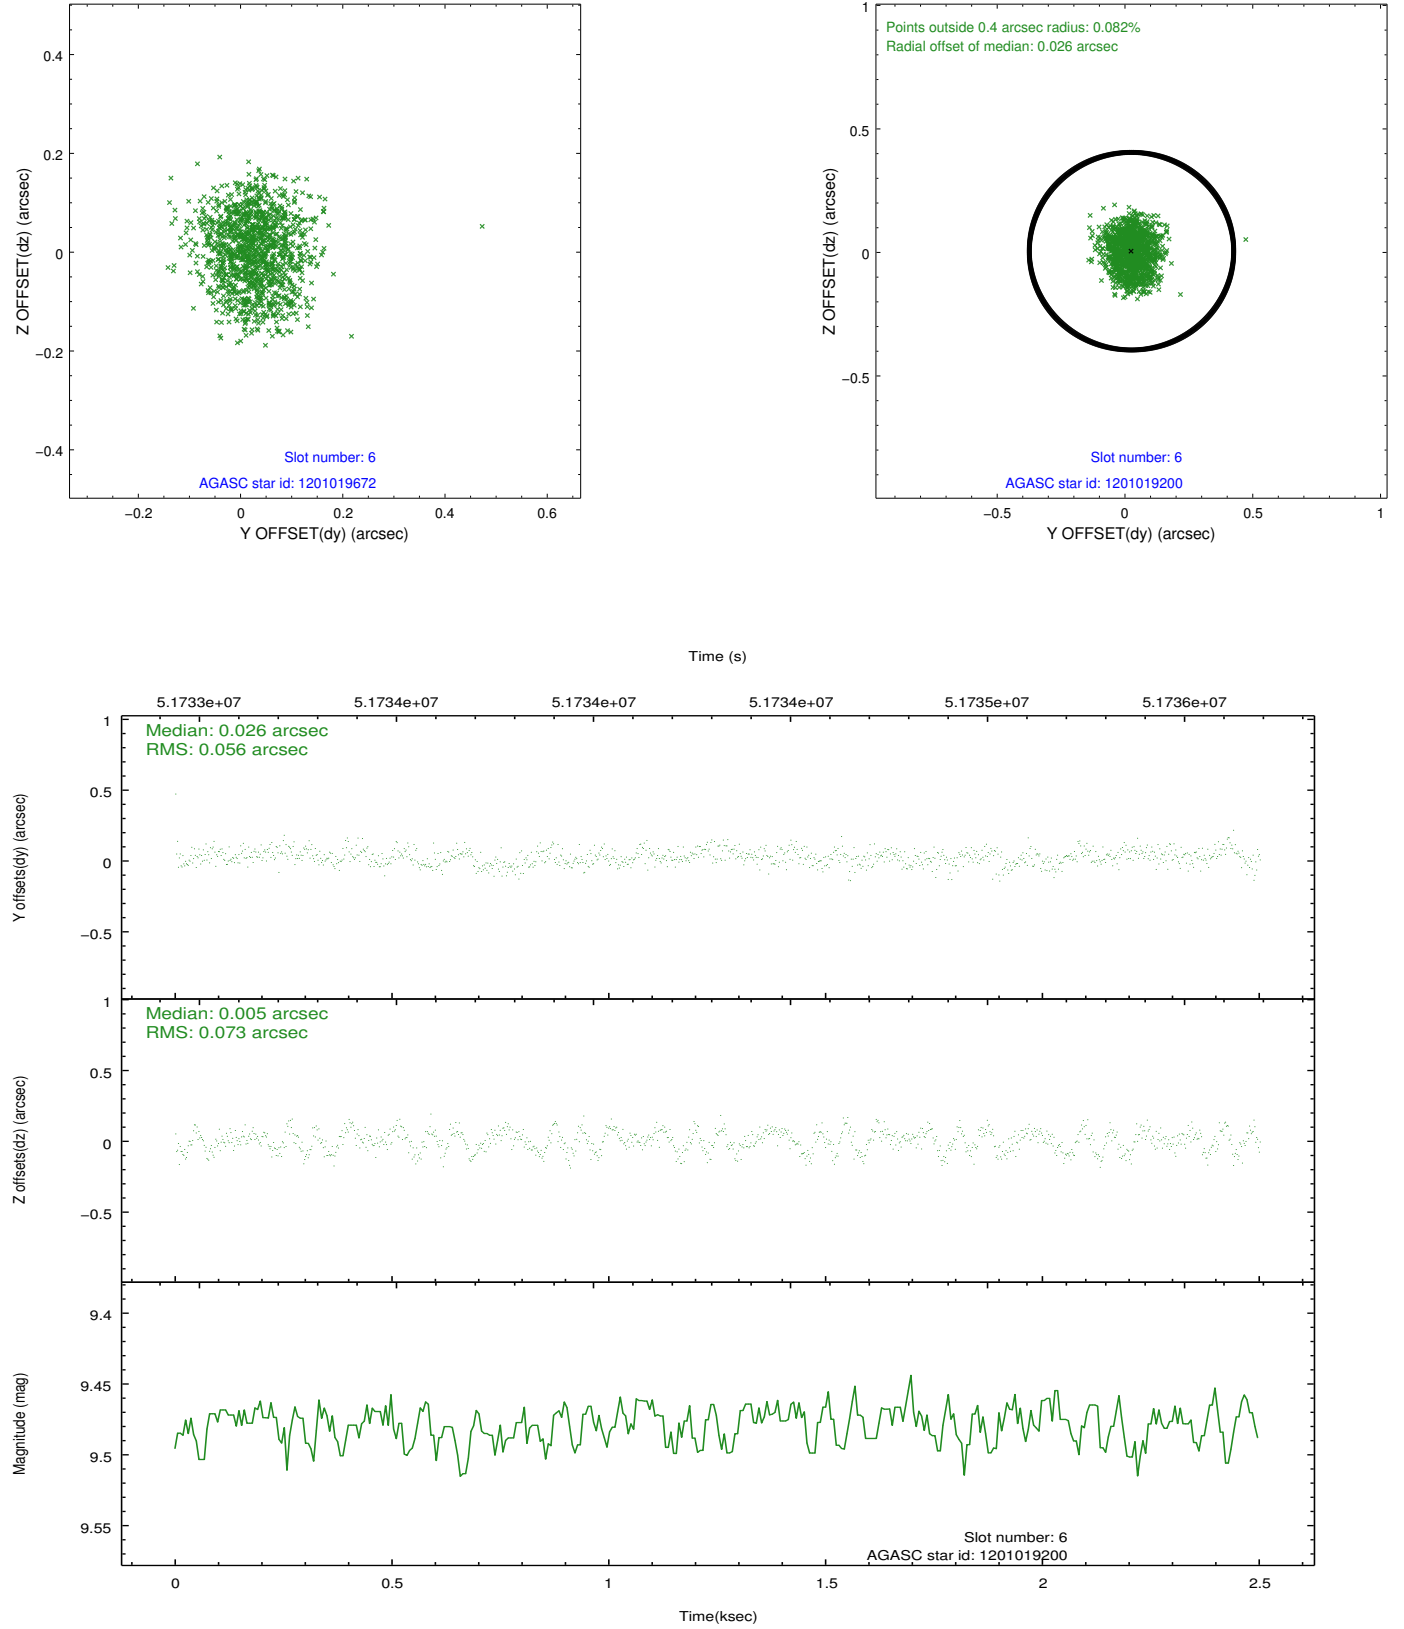 0.4
0.2
0
−0.2
−0.4
Z OFFSET(dz) (arcsec)
Slot number: 6
AGASC star id: 1201019672
−0.2
0
0.2
0.4
0.6
Y OFFSET(dy) (arcsec)
Points outside 0.4 arcsec radius: 0.082%
Radial offset of median: 0.026 arcsec
1
0.5
0
−0.5
Z OFFSET(dz) (arcsec)
Slot number: 6
AGASC star id: 1201019200
−0.5
0
0.5
1
Y OFFSET(dy) (arcsec)
Time (s)
5.1733e+07
5.1734e+07
5.1734e+07
5.1734e+07
5.1735e+07
5.1736e+07
Median: 0.026 arcsec
RMS: 0.056 arcsec
1
0.5
0
−0.5
Y offsets(dy) (arcsec)
Median: 0.005 arcsec
RMS: 0.073 arcsec
1
0.5
0
−0.5
Z offsets(dz) (arcsec)
9.4
9.45
9.5
9.55
Magnitude (mag)
Slot number: 6
AGASC star id: 1201019200
0
0.5
1
1.5
2
2.5
Time(ksec)